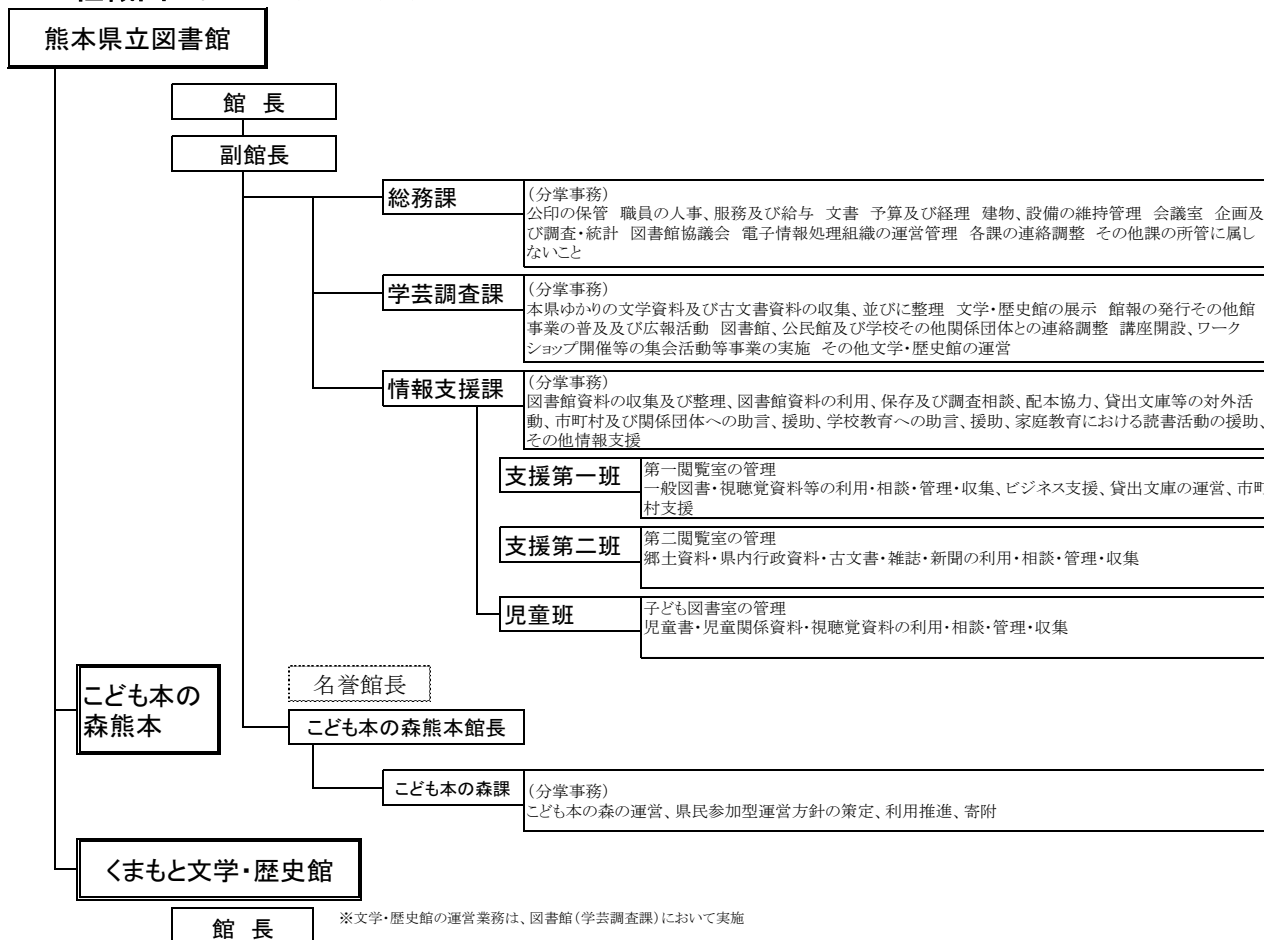 熊本県立図書館
館 長
副館長
総務課
(分掌事務)
公印の保管 職員の人事、服務及び給与 文書 予算及び経理 建物、設備の維持管理 会議室 企画及
び調査・統計 図書館協議会 電子情報処理組織の運営管理 各課の連絡調整 その他課の所管に属し
ないこと
学芸調査課
(分掌事務)
本県ゆかりの文学資料及び古文書資料の収集、並びに整理 文学・歴史館の展示 館報の発行その他館
事業の普及及び広報活動 図書館、公民館及び学校その他関係団体との連絡調整 講座開設、ワーク
ショップ開催等の集会活動等事業の実施 その他文学・歴史館の運営
情報支援課
(分掌事務)
図書館資料の収集及び整理、図書館資料の利用、保存及び調査相談、配本協力、貸出文庫等の対外活
動、市町村及び関係団体への助言、援助、学校教育への助言、援助、家庭教育における読書活動の援助、
その他情報支援
支援第一班
第一閲覧室の管理
一般図書・視聴覚資料等の利用・相談・管理・収集、ビジネス支援、貸出文庫の運営、市町
村支援
支援第二班
第二閲覧室の管理
郷土資料・県内行政資料・古文書・雑誌・新聞の利用・相談・管理・収集
児童班
子ども図書室の管理
児童書・児童関係資料・視聴覚資料の利用・相談・管理・収集
こども本の
森熊本
名誉館長
こども本の森熊本館長
こども本の森課
(分掌事務)
こども本の森の運営、県民参加型運営方針の策定、利用推進、寄附
くまもと文学・歴史館
館 長
※文学・歴史館の運営業務は、図書館(学芸調査課)において実施